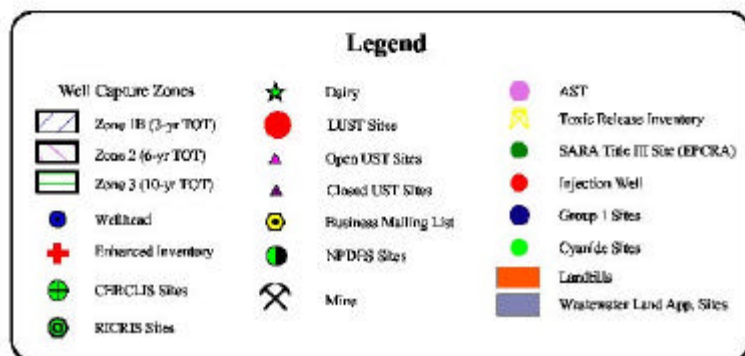 Legend
Well Capture Zones
Zone 1B (3-yr TOT)
Zone 2 (6-yr TOT)
Zone 3 (10-yr TOT)
Wellhead
Enhanced Inventory
CERCLIS Sites
RICRIS Sites
Dairy
LUST Sites
Open UST Sites
Closed UST Sites
Business Mailing List
NPDES Sites
Mine
AST
Toxic Release Inventory
SARA Title III Site (EPCRA)
Injection Well
Group 1 Sites
Cyanide Sites
Landfills
Wastewater Land App. Sites